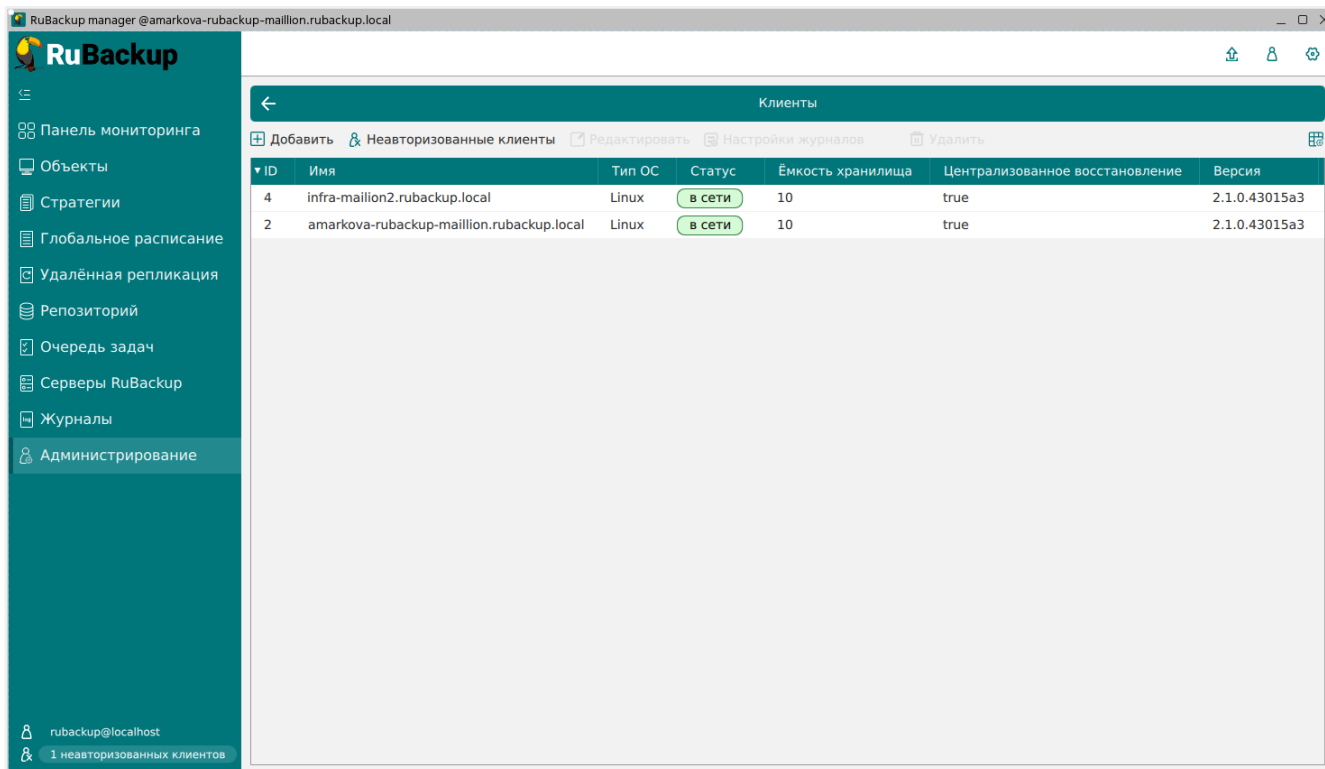 RuBackup manager @amarkova-rubackup-maillion.rubackup.local
RuBackup
Панель мониторинга
Объекты
Стратегии
Глобальное расписание
Удалённая репликация
Репозиторий
Очередь задач
Серверы RuBackup
Журналы
Администрирование
rubackup@localhost
1 неавторизованных клиентов
Клиенты
Добавить Неавторизованные клиенты Редактировать Настройки журналов Удалить
ID Имя Тип ОС Статус Ёмкость хранилища Централизованное восстановление Версия
4 infra-mailion2.rubackup.local Linux в сети 10 true 2.1.0.43015a3
2 amarkova-rubackup-maillion.rubackup.local Linux в сети 10 true 2.1.0.43015a3